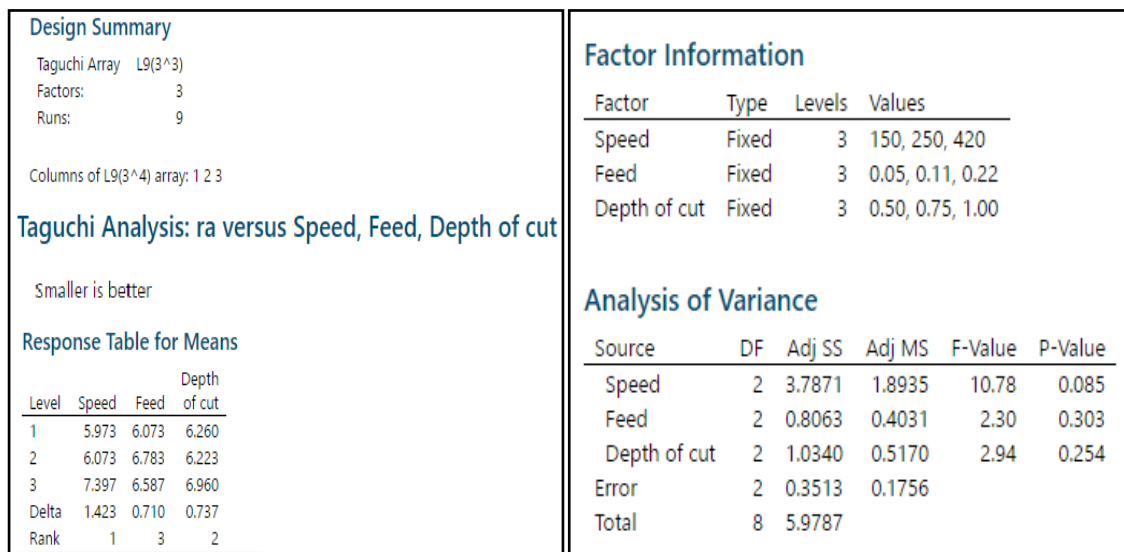 Design Summary
Taguchi Array L9(3^3)
Factors: 3
Runs: 9
Columns of L9(3^4) array: 1 2 3
Taguchi Analysis: ra versus Speed, Feed, Depth of cut
Smaller is better
Response Table for Means
Depth
Level Speed Feed of cut
1 5.973 6.073 6.260
2 6.073 6.783 6.223
3 7.397 6.587 6.960
Delta 1.423 0.710 0.737
Rank 1 3 2
Factor Information
Factor Type Levels Values
Speed Fixed 3 150, 250, 420
Feed Fixed 3 0.05, 0.11, 0.22
Depth of cut Fixed 3 0.50, 0.75, 1.00
Analysis of Variance
Source DF Adj SS Adj MS F-Value P-Value
Speed 2 3.7871 1.8935 10.78 0.085
Feed 2 0.8063 0.4031 2.30 0.303
Depth of cut 2 1.0340 0.5170 2.94 0.254
Error 2 0.3513 0.1756
Total 8 5.9787